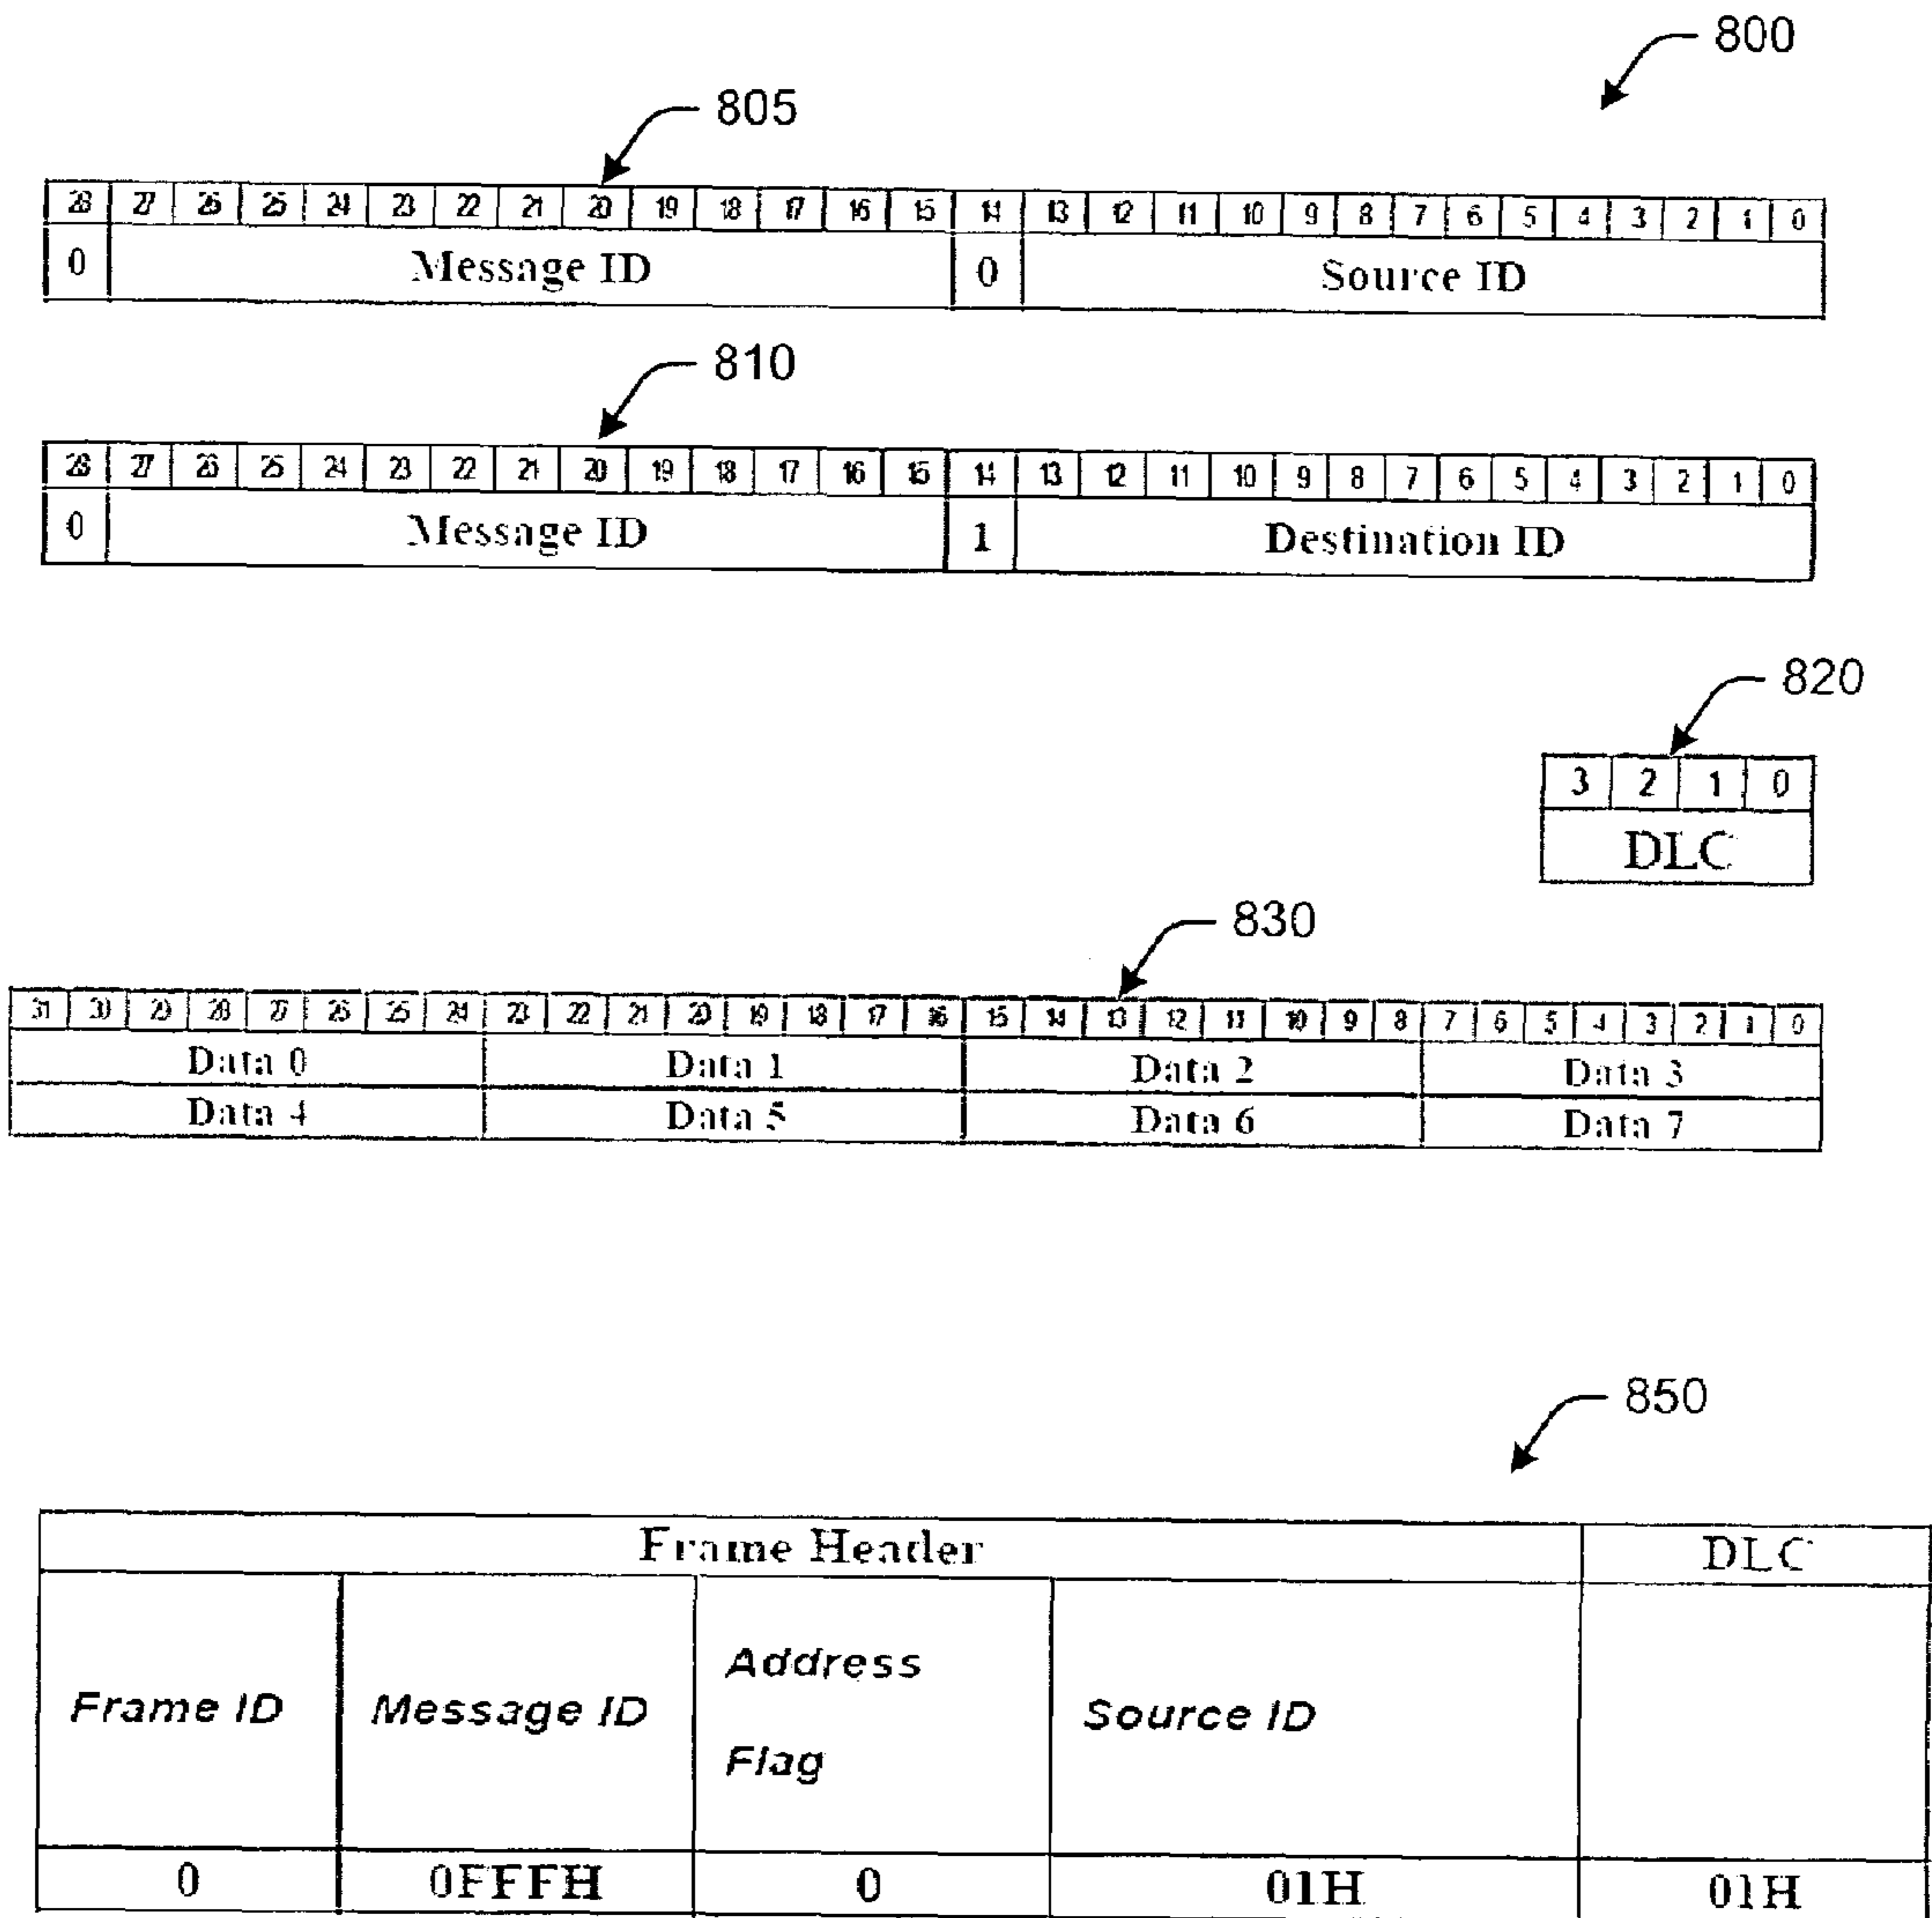 800
805
28 27 26 25 24 23 22 21 20 19 18 17 16 15 14 13 12 11 10 9 8 7 6 5 4 3 2 1 0
0 Message ID 0 Source ID
810
28 27 26 25 24 23 22 21 20 19 18 17 16 15 14 13 12 11 10 9 8 7 6 5 4 3 2 1 0
0 Message ID 1 Destination ID
820
3 2 1 0
DLC
830
31 30 29 28 27 26 25 24 23 22 21 20 19 18 17 16 15 14 13 12 11 10 9 8 7 6 5 4 3 2 1 0
Data 0 Data 1 Data 2 Data 3
Data 4 Data 5 Data 6 Data 7
850
Frame Header DLC
Frame ID Message ID Address Flag Source ID
0 0FFFH 0 01H 01H